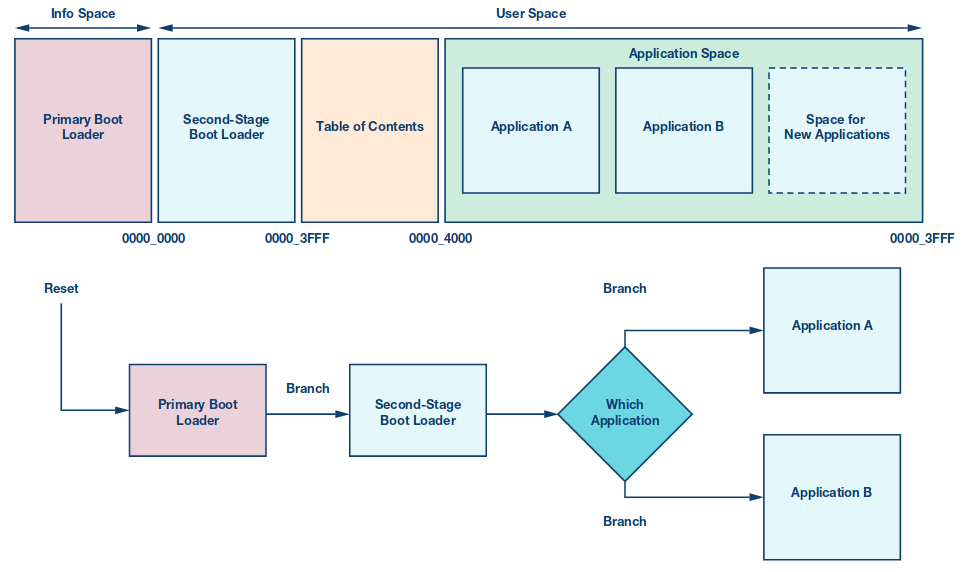 Info Space
User Space
Primary Boot
Loader
Second-Stage
Boot Loader
Table of Contents
Application Space
Application A
Application B
Space for
New Applications
0000_0000
0000_3FFF
0000_4000
0000_3FFF
Reset
Primary Boot
Loader
Branch
Second-Stage
Boot Loader
Which
Application
Branch
Application A
Branch
Application B